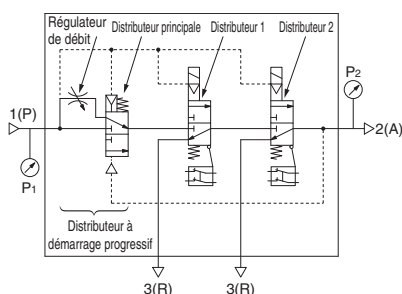 Régulateur
de débit
Distributeur principale
Distributeur 1
Distributeur 2
P2
1(P)
2(A)
P1
Distributeur à
démarrage progressif
3(R)
3(R)